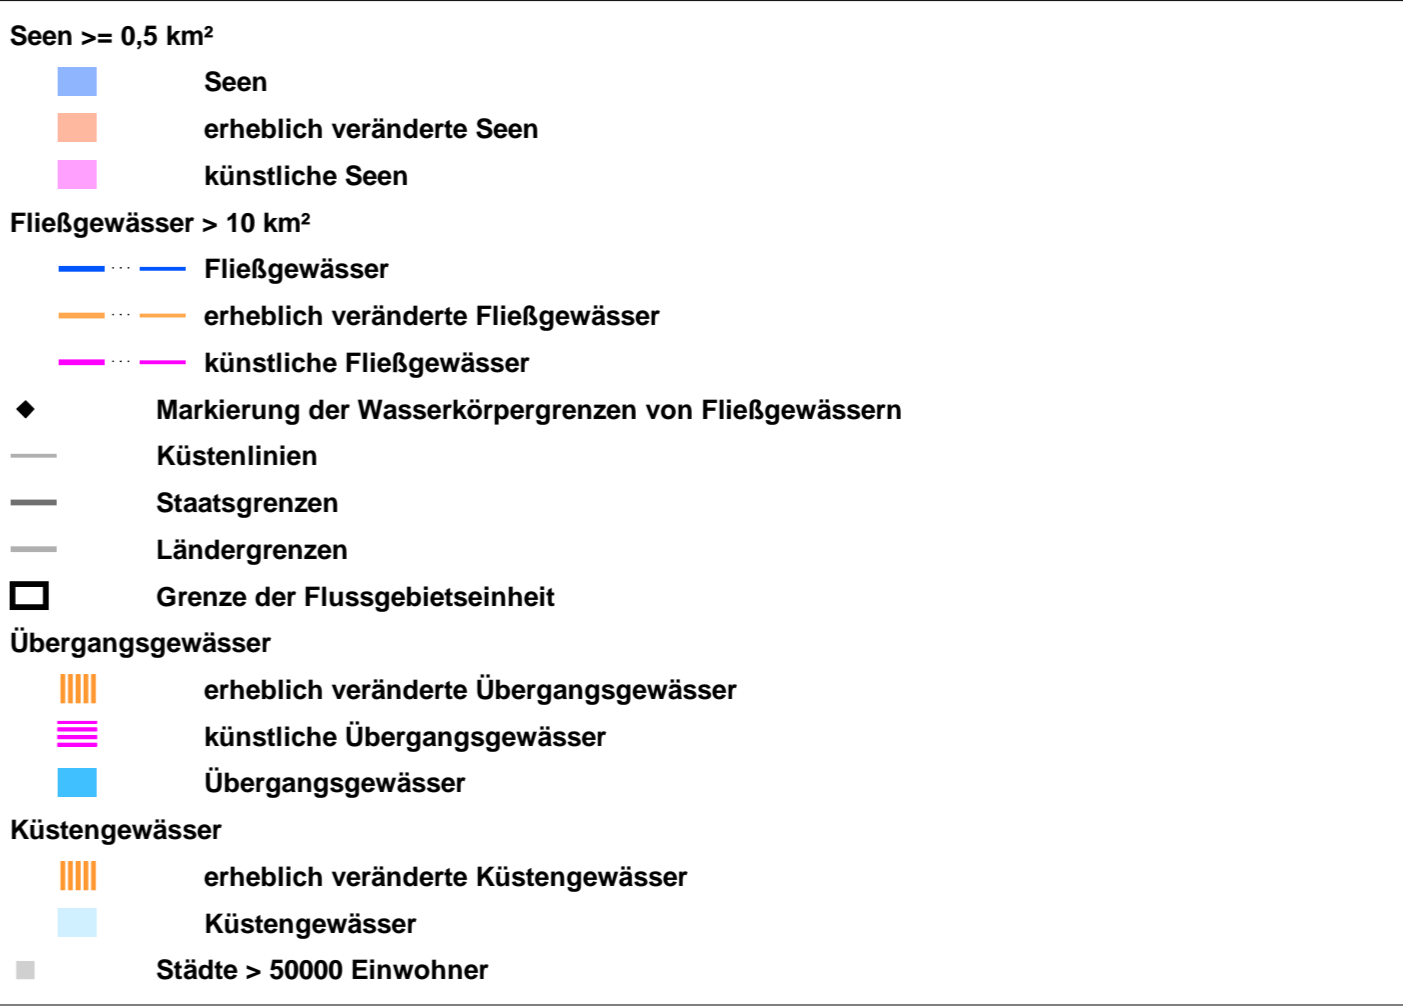 Seen >= 0,5 km²
Seen
erheblich veränderte Seen
künstliche Seen
Fließgewässer > 10 km²
Fließgewässer
erheblich veränderte Fließgewässer
künstliche Fließgewässer
Markierung der Wasserkörpergrenzen von Fließgewässern
Küstenlinien
Staatsgrenzen
Ländergrenzen
Grenze der Flussgebietseinheit
Übergangsgewässer
erheblich veränderte Übergangsgewässer
künstliche Übergangsgewässer
Übergangsgewässer
Küstengewässer
erheblich veränderte Küstengewässer
Küstengewässer
Städte > 50000 Einwohner